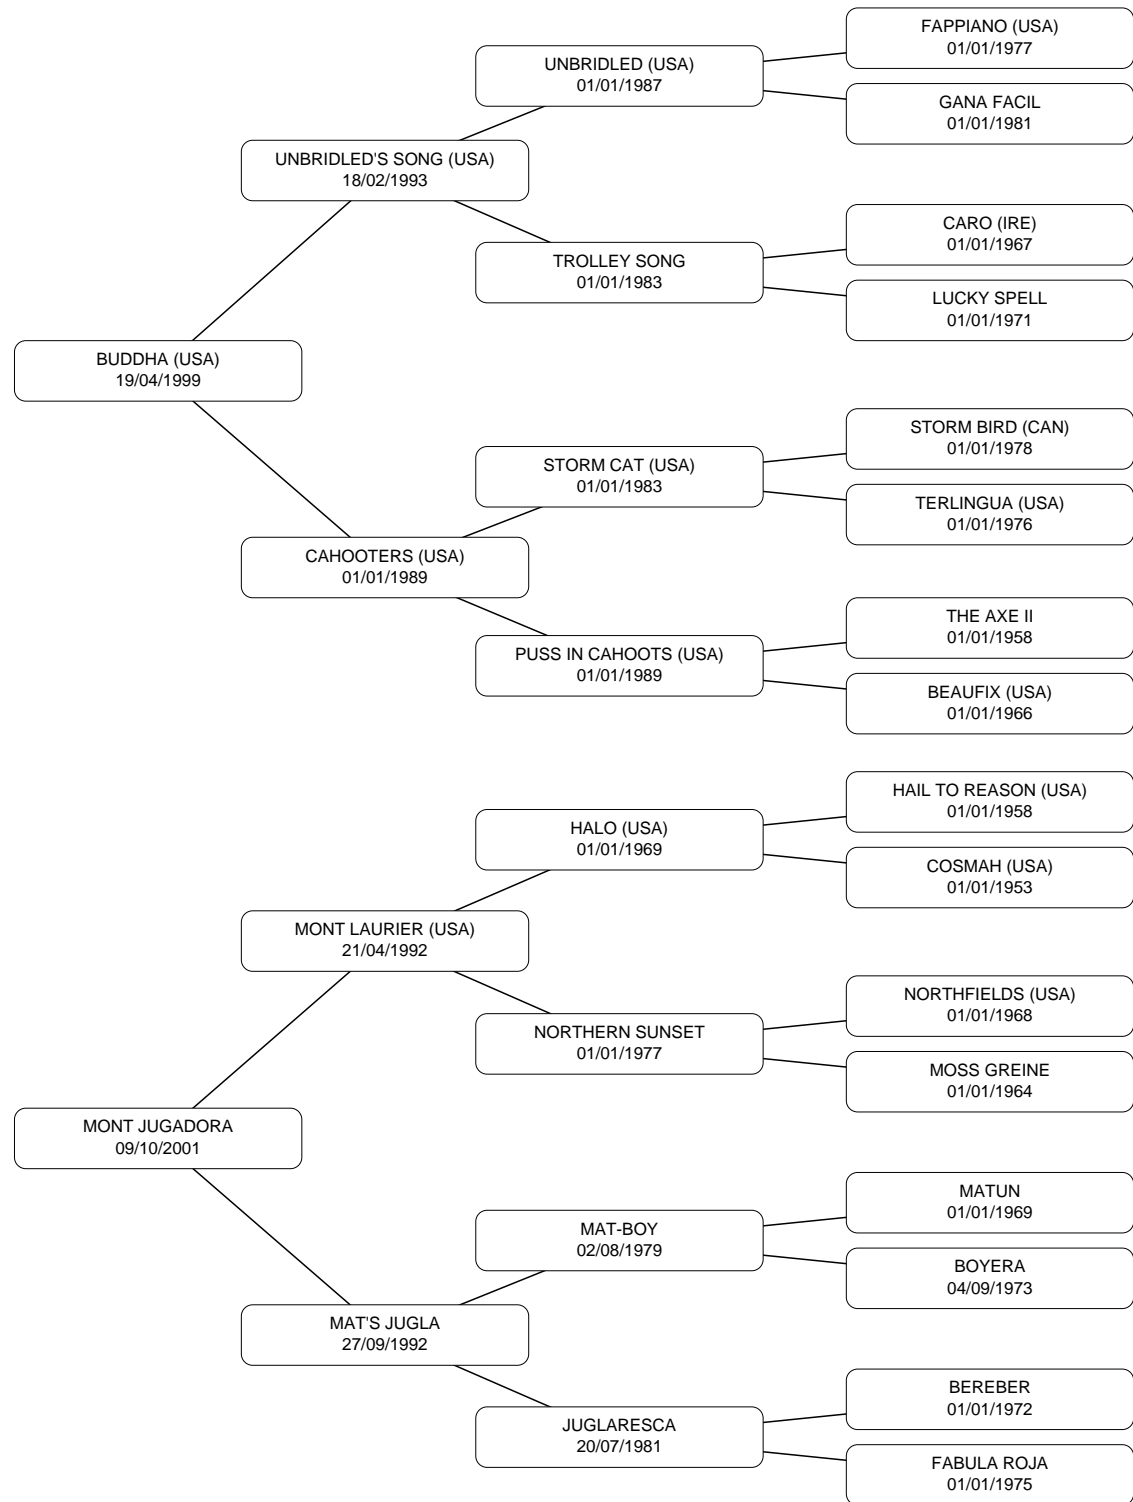 FAPPIANO (USA)
01/01/1977
UNBRIDLED (USA)
01/01/1987
GANA FACIL
01/01/1981
UNBRIDLED'S SONG (USA)
18/02/1993
CARO (IRE)
01/01/1967
TROLLEY SONG
01/01/1983
LUCKY SPELL
01/01/1971
BUDDHA (USA)
19/04/1999
STORM BIRD (CAN)
01/01/1978
STORM CAT (USA)
01/01/1983
TERLINGUA (USA)
01/01/1976
CAHOOTERS (USA)
01/01/1989
THE AXE II
01/01/1958
PUSS IN CAHOOTS (USA)
01/01/1989
BEAUFIX (USA)
01/01/1966
HAIL TO REASON (USA)
01/01/1958
HALO (USA)
01/01/1969
COSMAH (USA)
01/01/1953
MONT LAURIER (USA)
21/04/1992
NORTHFIELDS (USA)
01/01/1968
NORTHERN SUNSET
01/01/1977
MOSS GREINE
01/01/1964
MONT JUGADORA
09/10/2001
MATUN
01/01/1969
MAT-BOY
02/08/1979
BOYERA
04/09/1973
MAT'S JUGLA
27/09/1992
BEREBER
01/01/1972
JUGLARESCA
20/07/1981
FABULA ROJA
01/01/1975